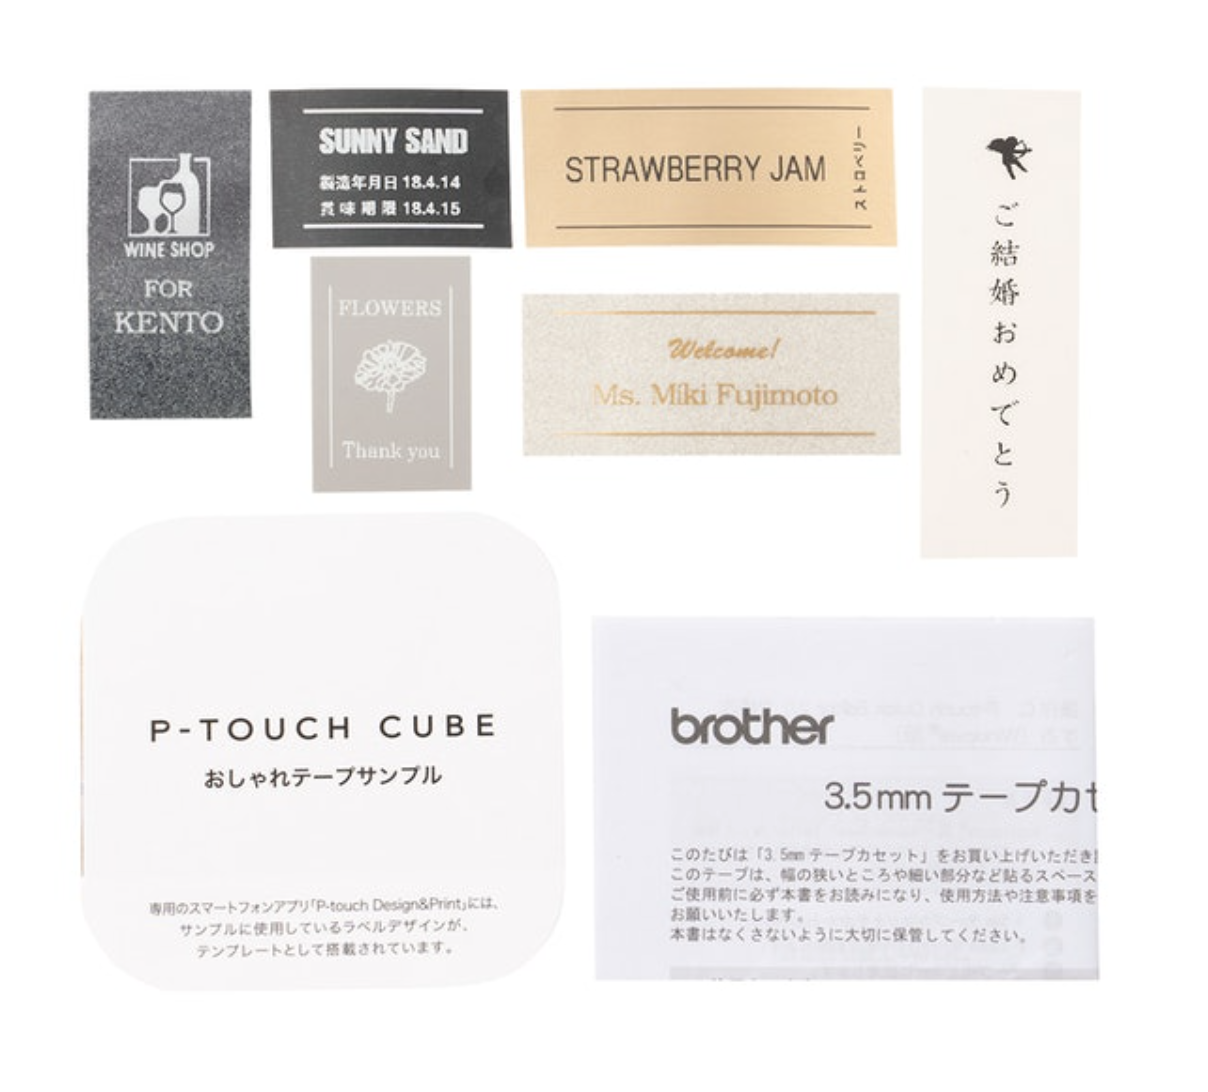 WINE SHOP
FOR
KENTO
SUNNY SAND
製造年月日 18.4.14
賞味期限 18.4.15
STRAWBERRY JAM
ストロベリー
FLOWERS
Thank you
Welcome!
Ms. Miki Fujimoto
ご結婚おめでとう
P-TOUCH CUBE
おしゃれテープサンプル
専用のスマートフォンアプリ「P-touch Design&Print」には、
サンプルに使用しているラベルデザインが、
テンプレートとして搭載されています。
brother
3.5mm テープカセ
このたびは「3.5mm テープカセット」をお買い上げいただき
このテープは、幅の狭いところや細い部分など貼るスペース
ご使用前に必ず本書をお読みになり、使用方法や注意事項を
お願いいたします。
本書はなくさないように大切に保管してください。